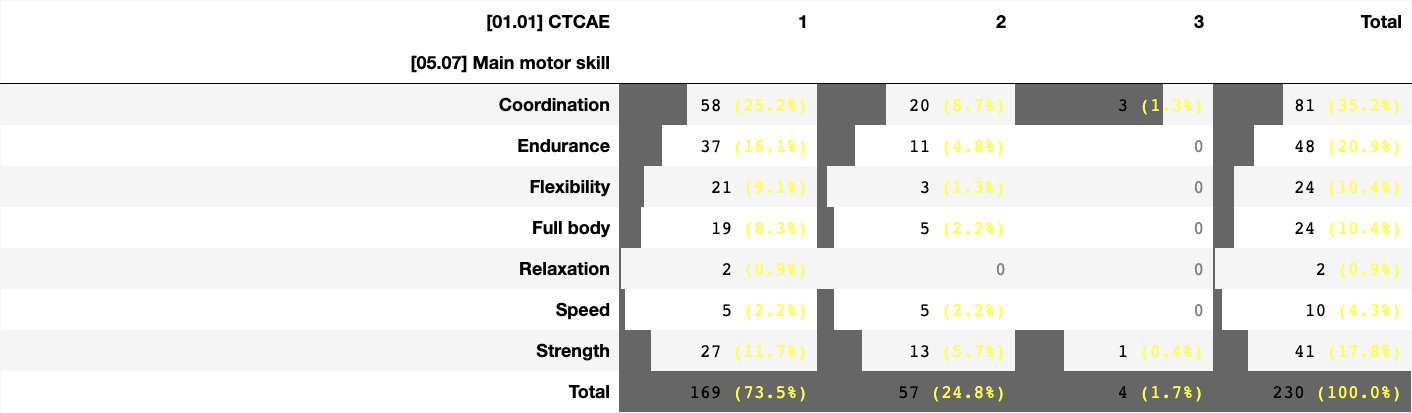 [01.01] CTCAE 1 2 3 Total
[05.07] Main motor skill
Coordination 58 (25.2%) 20 (8.7%) 3 (1.3%) 81 (35.2%)
Endurance 37 (16.1%) 11 (4.8%) 0 48 (20.9%)
Flexibility 21 (9.1%) 3 (1.3%) 0 24 (10.4%)
Full body 19 (8.3%) 5 (2.2%) 0 24 (10.4%)
Relaxation 2 (0.9%) 0 0 2 (0.9%)
Speed 5 (2.2%) 5 (2.2%) 0 10 (4.3%)
Strength 27 (11.7%) 13 (5.7%) 1 (0.4%) 41 (17.8%)
Total 169 (73.5%) 57 (24.8%) 4 (1.7%) 230 (100.0%)